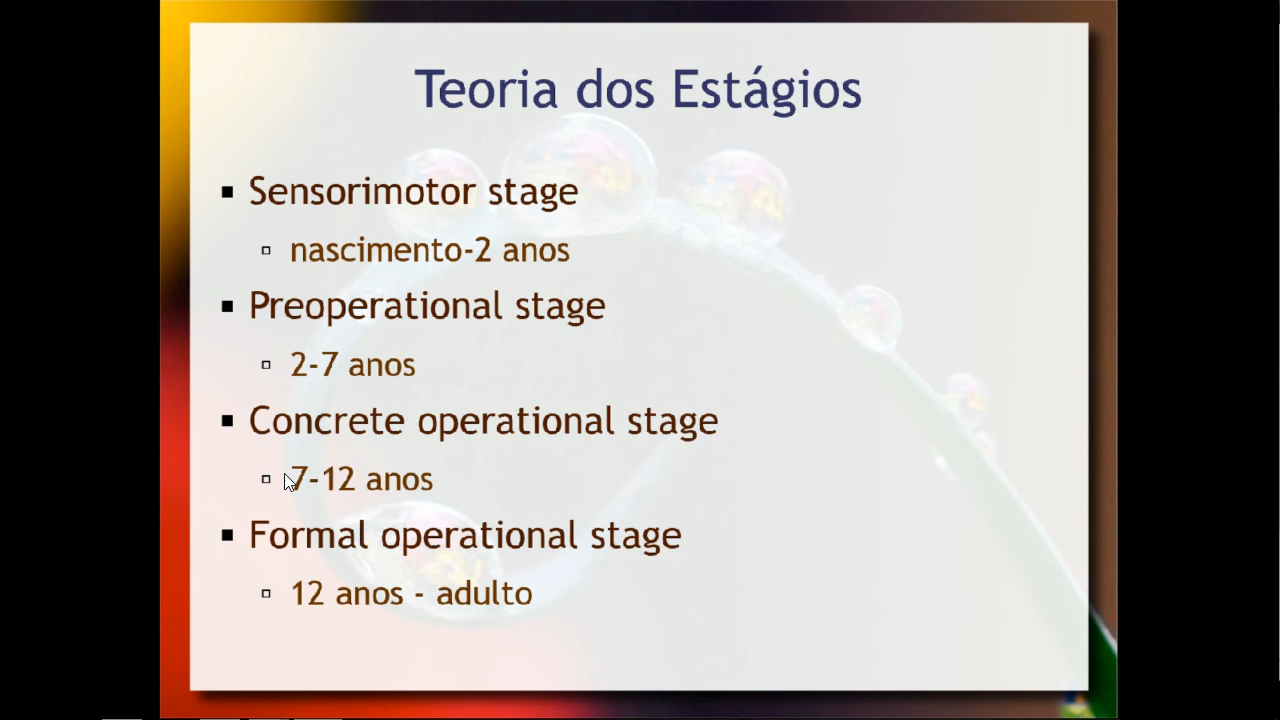 Teoria dos Estágios
Sensorimotor stage
nascimento-2 anos
Preoperational stage
2-7 anos
Concrete operational stage
7-12 anos
Formal operational stage
12 anos - adulto